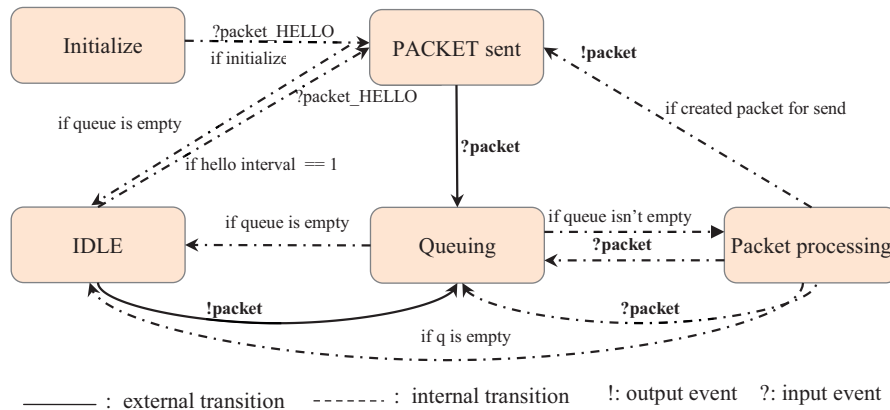 Initialize
?packet_HELLO
if initialize
PACKET sent
!packet
?packet_HELLO
if queue is empty
if created packet for send
?packet
if hello interval == 1
IDLE
if queue is empty
Queuing
if queue isn't empty
?packet
Packet processing
!packet
?packet
if q is empty
: external transition
: internal transition
!: output event
?: input event